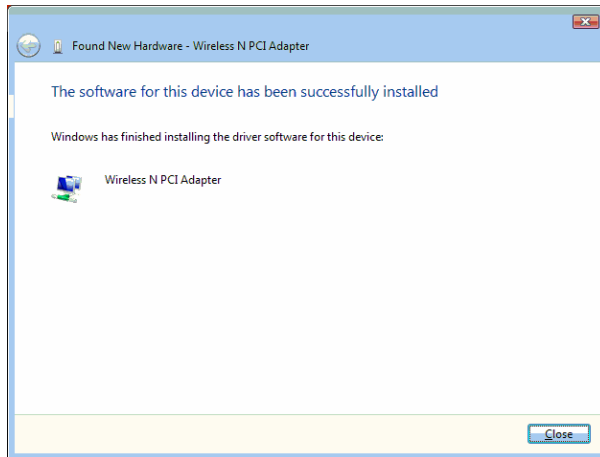 Found New Hardware - Wireless N PCI Adapter
The software for this device has been successfully installed
Windows has finished installing the driver software for this device:
Wireless N PCI Adapter
Close